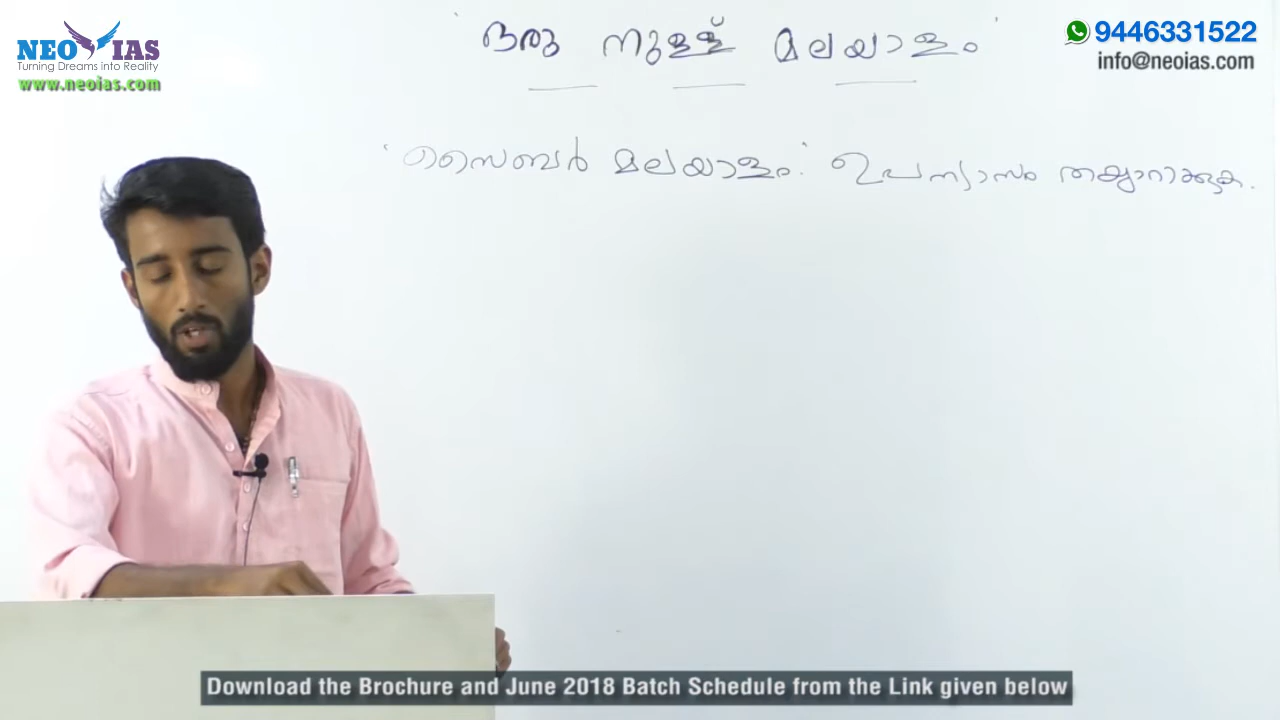 NEO IAS
Turning Dreams into Reality
www.neoias.com
9446331522
info@neoias.com
' ഒരു നുള്ള് മലയാളം '
' സൈബർ മലയാളം ' ഉപന്യാസം തയ്യാറാക്കുക .
Download the Brochure and June 2018 Batch Schedule from the Link given below